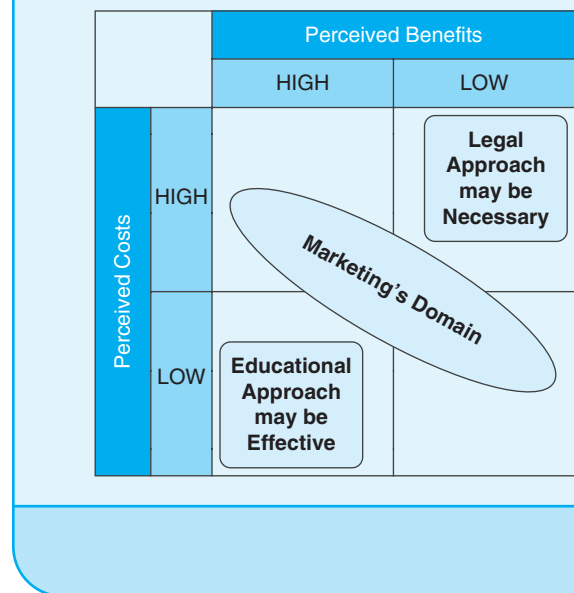 Perceived Benefits
HIGH
LOW
Perceived Costs
HIGH
LOW
Legal
Approach
may be
Necessary
Marketing's Domain
Educational
Approach
may be
Effective